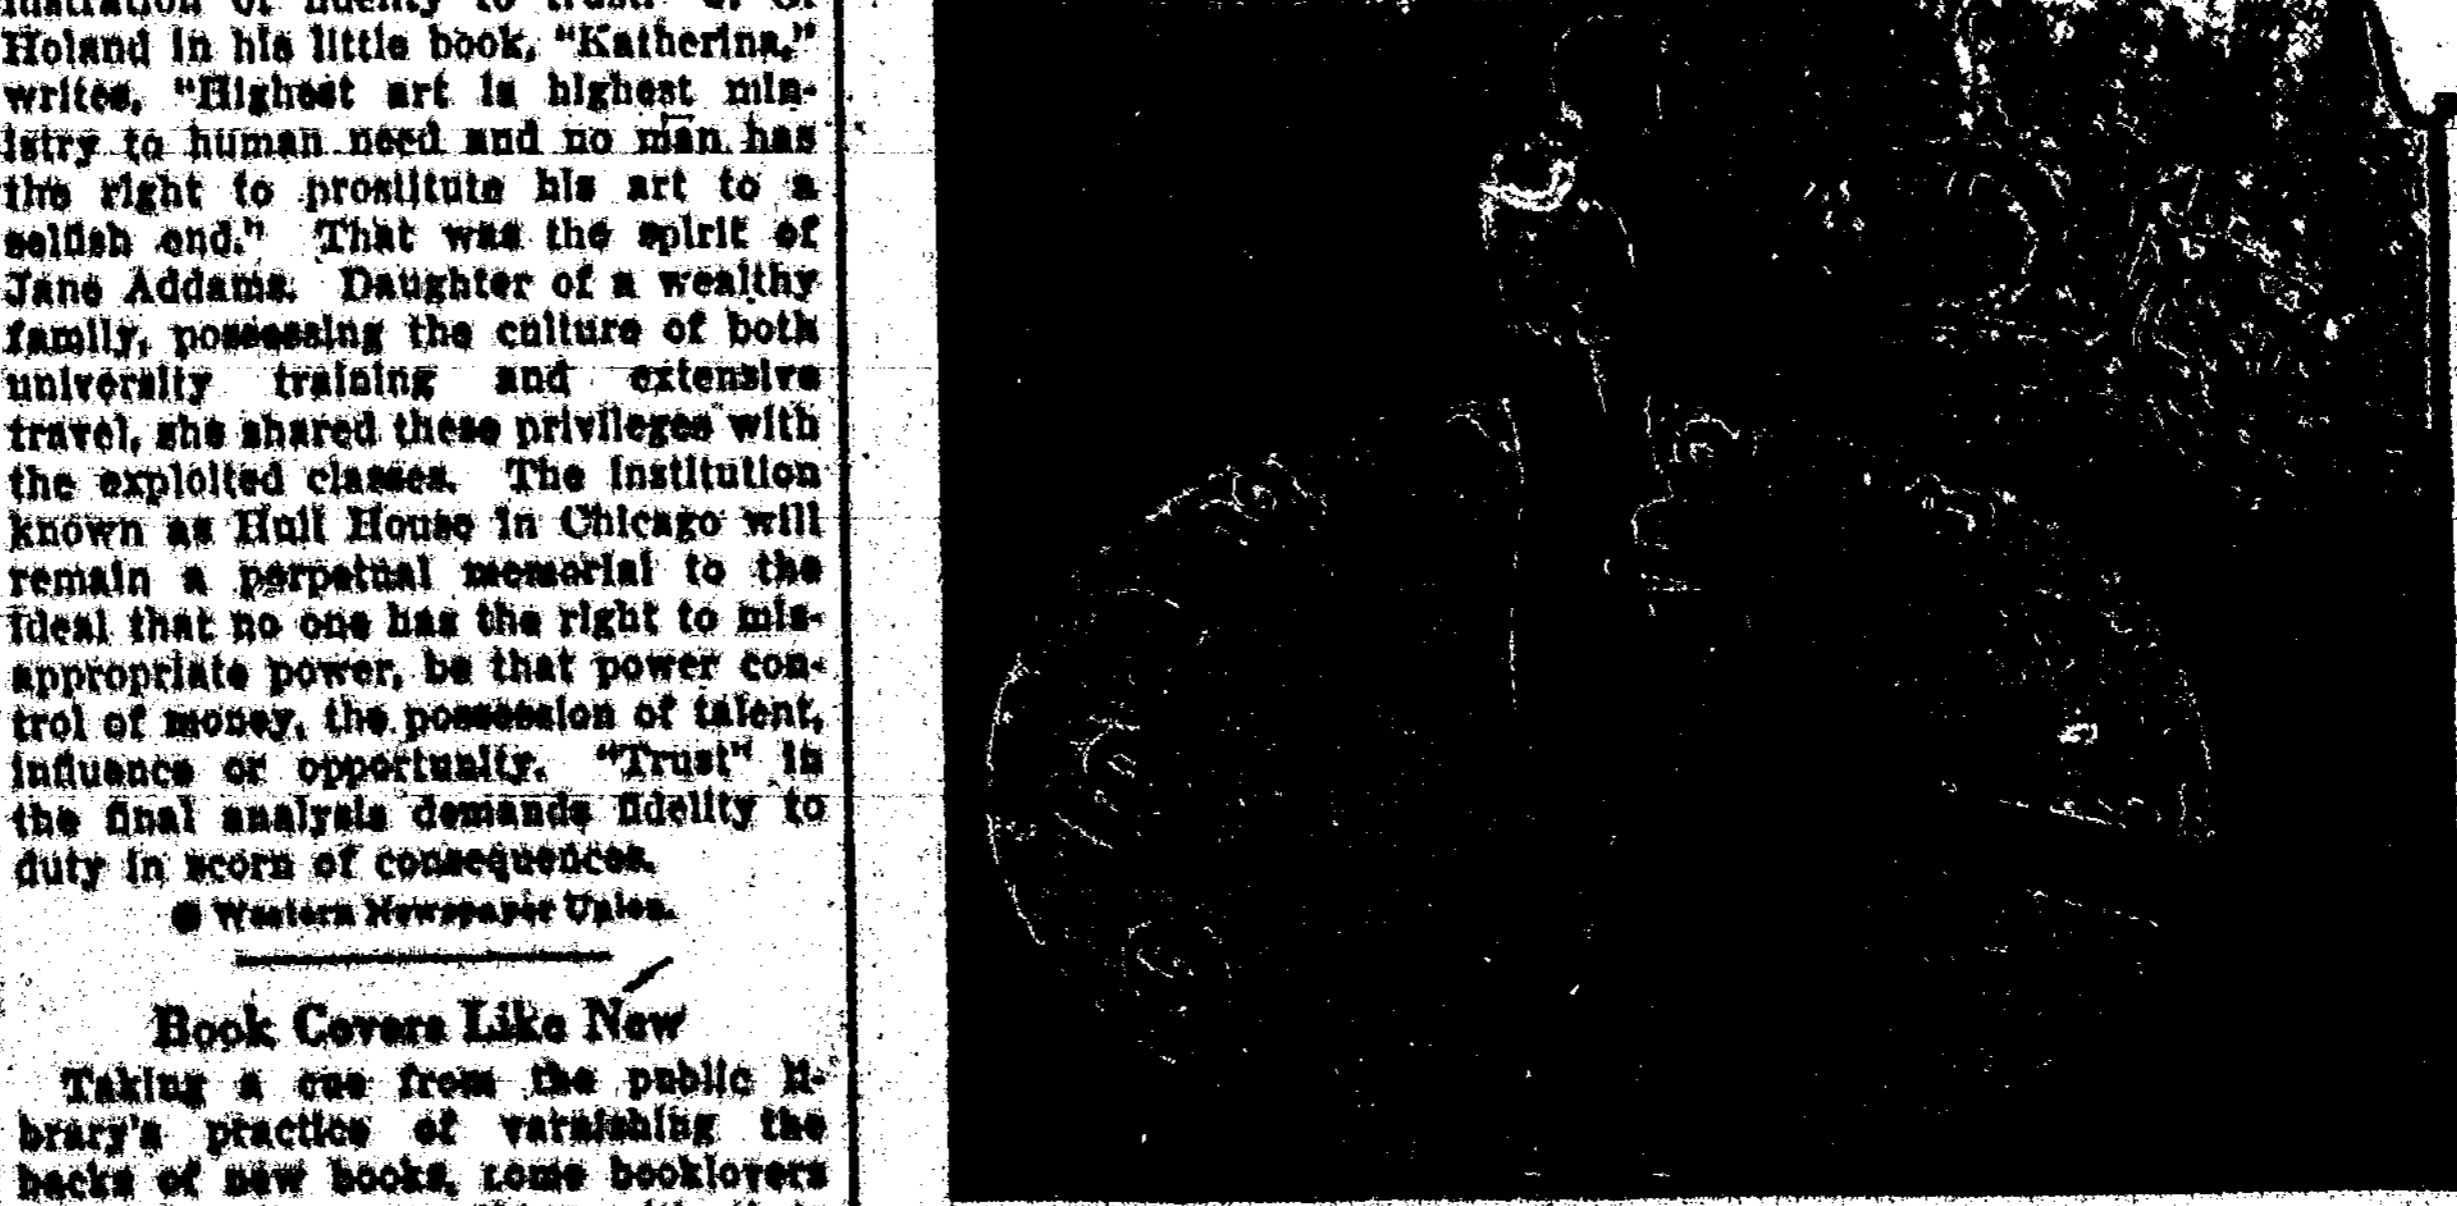 Holand in his little book, "Katherina,"
writes, "Highest art is highest min-
istry to human need and no man has
the right to prostitute his art to a
selfish end." That was the spirit of
Jane Addams. Daughter of a wealthy
family, possessing the culture of both
university training and extensive
travel, she shared these privileges with
the exploited classes. The institution
known as Hull House in Chicago will
remain a perpetual memorial to the
ideal that no one has the right to mis-
appropriate power, be that power con-
trol of money, the possession of talent,
influence or opportunity. "Trust" in
the final analysis demands fidelity to
duty in scorn of consequences.
© Western Newspaper Union.
Book Covers Like New
Taking a cue from the public li-
brary's practice of varnishing the
backs of new books, some booklovers